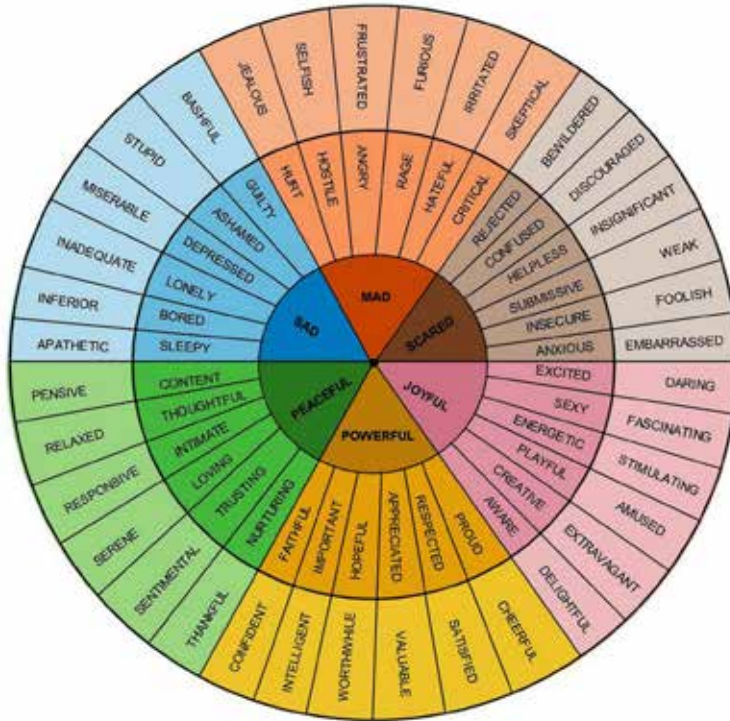 JEALOUS
SELFISH
FRUSTRATED
FURIOUS
IRRITATED
SKEPTICAL
BEWILDERED
DISCOURAGED
INSIGNIFICANT
WEAK
FOOLISH
EMBARRASSED
DARING
FASCINATING
STIMULATING
AMUSED
EXTRAVAGANT
DELIGHTFUL
CHEERFUL
SATISFIED
VALUABLE
WORTHWHILE
INTELLIGENT
CONFIDENT
THANKFUL
SENTIMENTAL
SERENE
RESPONSIVE
RELAXED
PENSIVE
APATHETIC
INFERIOR
INADEQUATE
MISERABLE
STUPID
BASHFUL
HURT
HOSTILE
ANGRY
RAGE
HATEFUL
CRITICAL
REJECTED
CONFUSED
HELPLESS
SUBMISSIVE
INSECURE
ANXIOUS
EXCITED
SEXY
ENERGETIC
PLAYFUL
CREATIVE
AWARE
PROUD
RESPECTED
APPRECIATED
HOPEFUL
IMPORTANT
FAITHFUL
NURTURING
TRUSTING
LOVING
INTIMATE
THOUGHTFUL
CONTENT
SLEEPY
BORED
LONELY
DEPRESSED
ASHAMED
GUILTY
MAD
SCARED
JOYFUL
POWERFUL
PEACEFUL
SAD